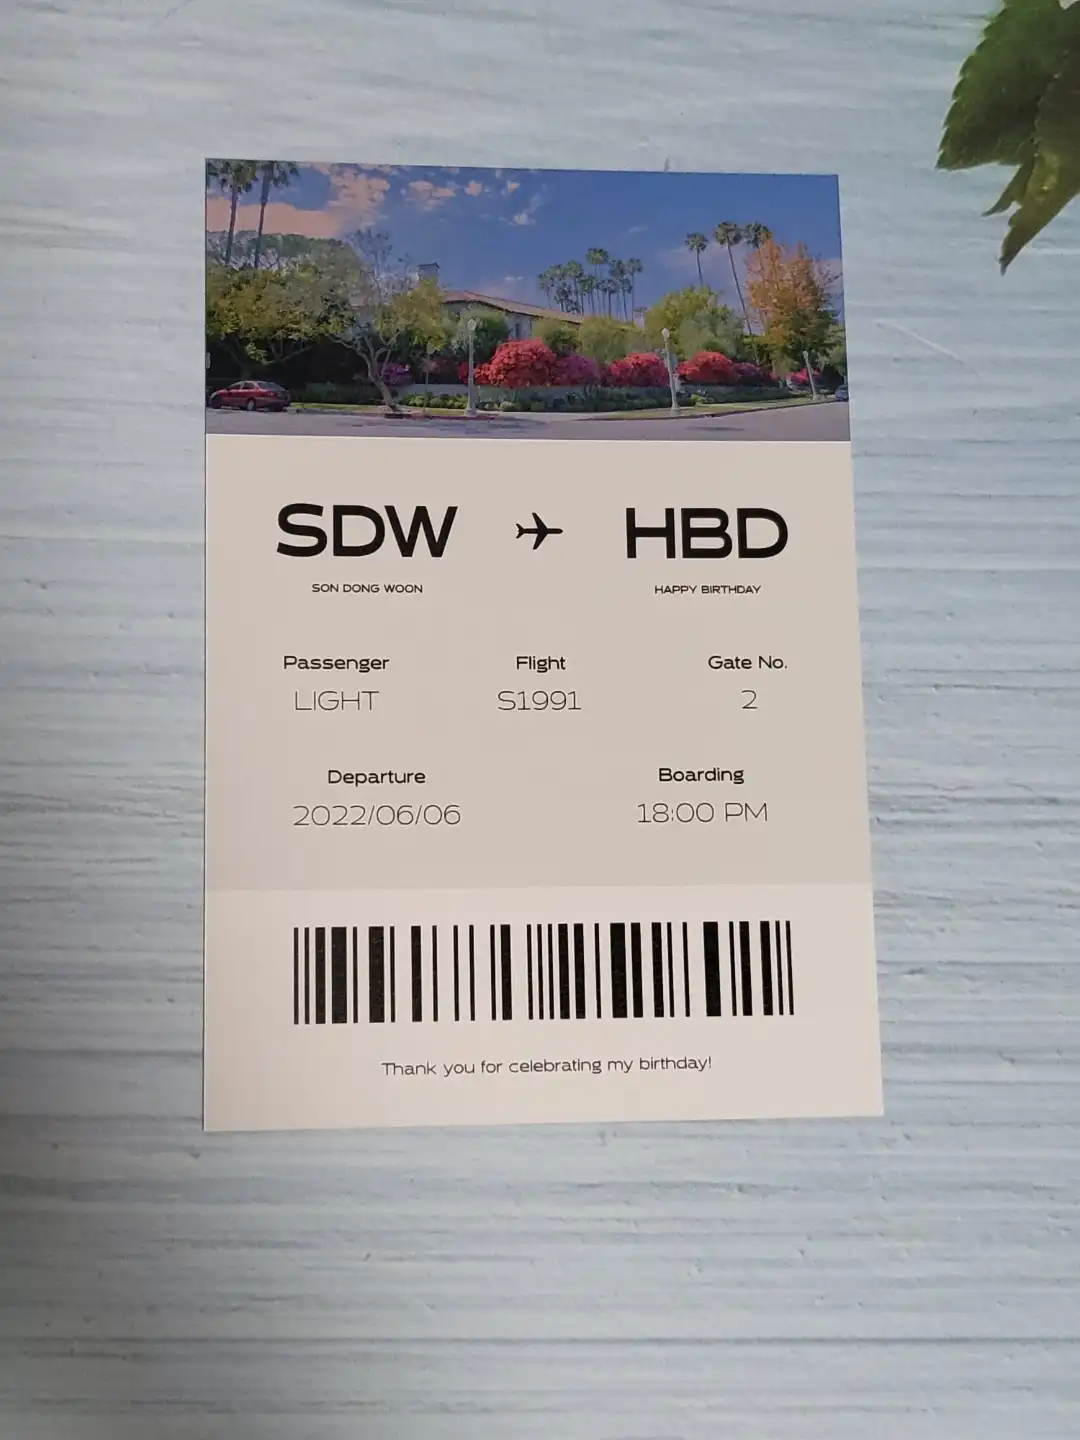 SDW HBD
SON DONG WOON HAPPY BIRTHDAY
Passenger Flight Gate No.
LIGHT S1991 2
Departure Boarding
2022/06/06 18:00 PM
Thank you for celebrating my birthday!